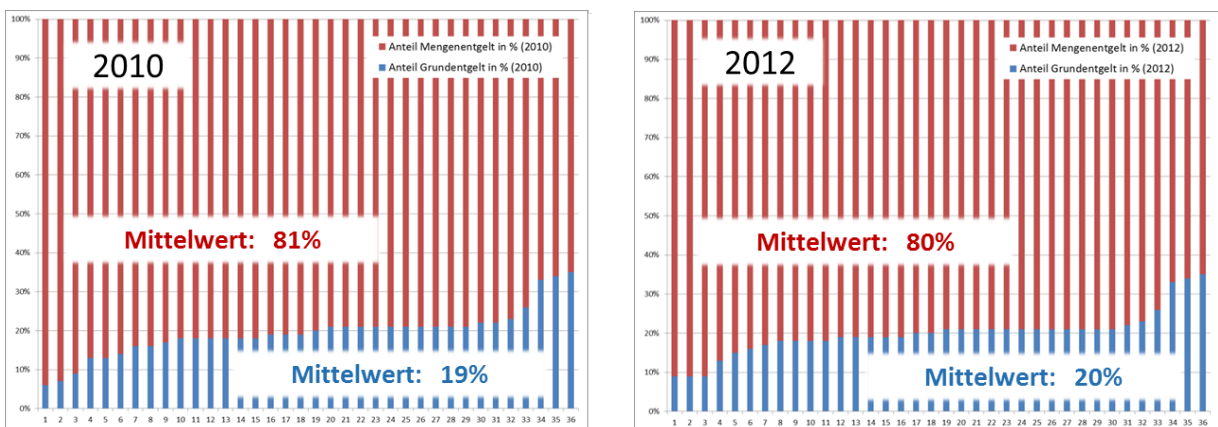 100%
90%
80%
70%
60%
50%
40%
30%
20%
10%
0%
2010
Anteil Mengenentgelt in % (2010)
Anteil Grundentgelt in % (2010)
Mittelwert: 81%
Mittelwert: 19%
1 2 3 4 5 6 7 8 9 10 11 12 13 14 15 16 17 18 19 20 21 22 23 24 25 26 27 28 29 30 31 32 33 34 35 36
100%
90%
80%
70%
60%
50%
40%
30%
20%
10%
0%
2012
Anteil Mengenentgelt in % (2012)
Anteil Grundentgelt in % (2012)
Mittelwert: 80%
Mittelwert: 20%
1 2 3 4 5 6 7 8 9 10 11 12 13 14 15 16 17 18 19 20 21 22 23 24 25 26 27 28 29 30 31 32 33 34 35 36